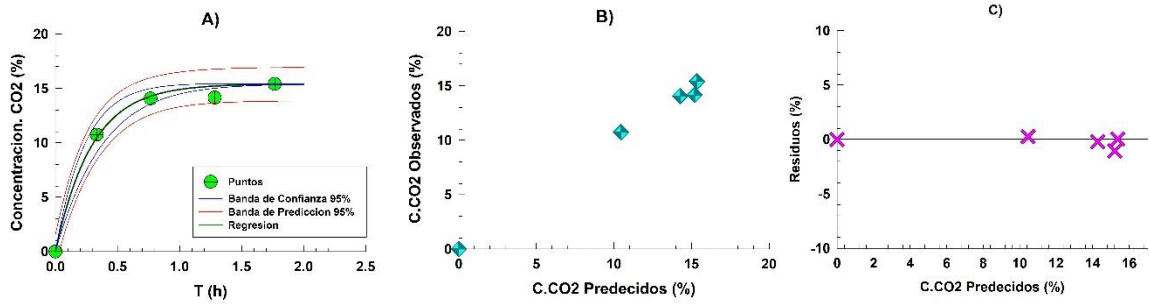 A)
Concentracion. CO2 (%)
20
15
10
5
0
0.0 0.5 1.0 1.5 2.0 2.5
T (h)
Puntos
Banda de Confianza 95%
Banda de Prediccion 95%
Regresion
B)
C.CO2 Observados (%)
20
15
10
5
0
0 5 10 15 20
C.CO2 Predecidos (%)
C)
Residuos (%)
10
5
0
-5
-10
0 2 4 6 8 10 12 14 16
C.CO2 Predecidos (%)